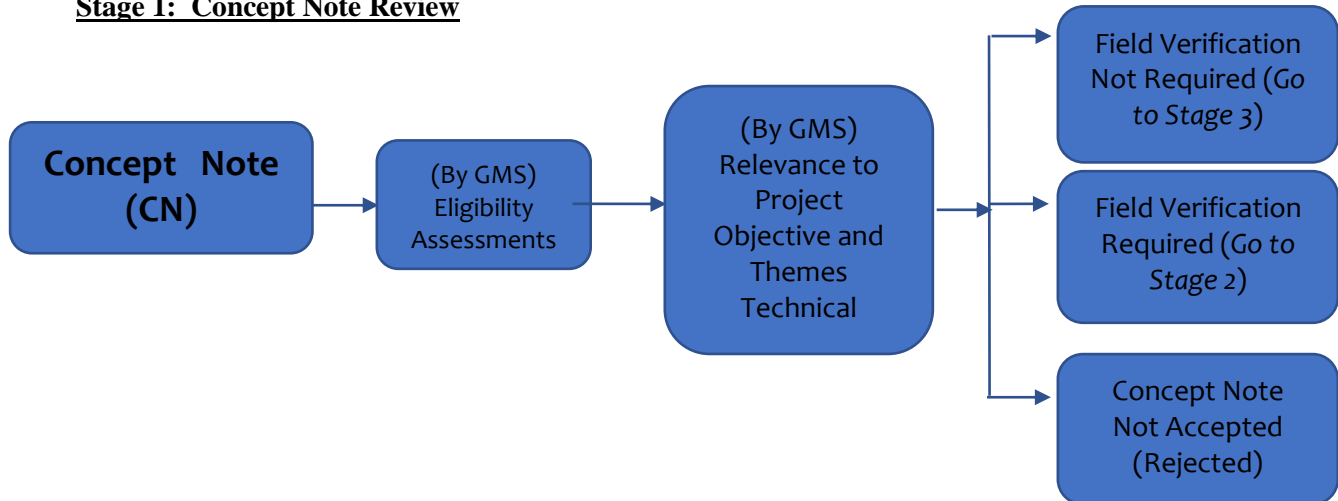 Stage 1: Concept Note Review
Concept Note
(CN)
(By GMS)
Eligibility
Assessments
(By GMS)
Relevance to
Project
Objective and
Themes
Technical
Field Verification
Not Required (Go
to Stage 3)
Field Verification
Required (Go to
Stage 2)
Concept Note
Not Accepted
(Rejected)